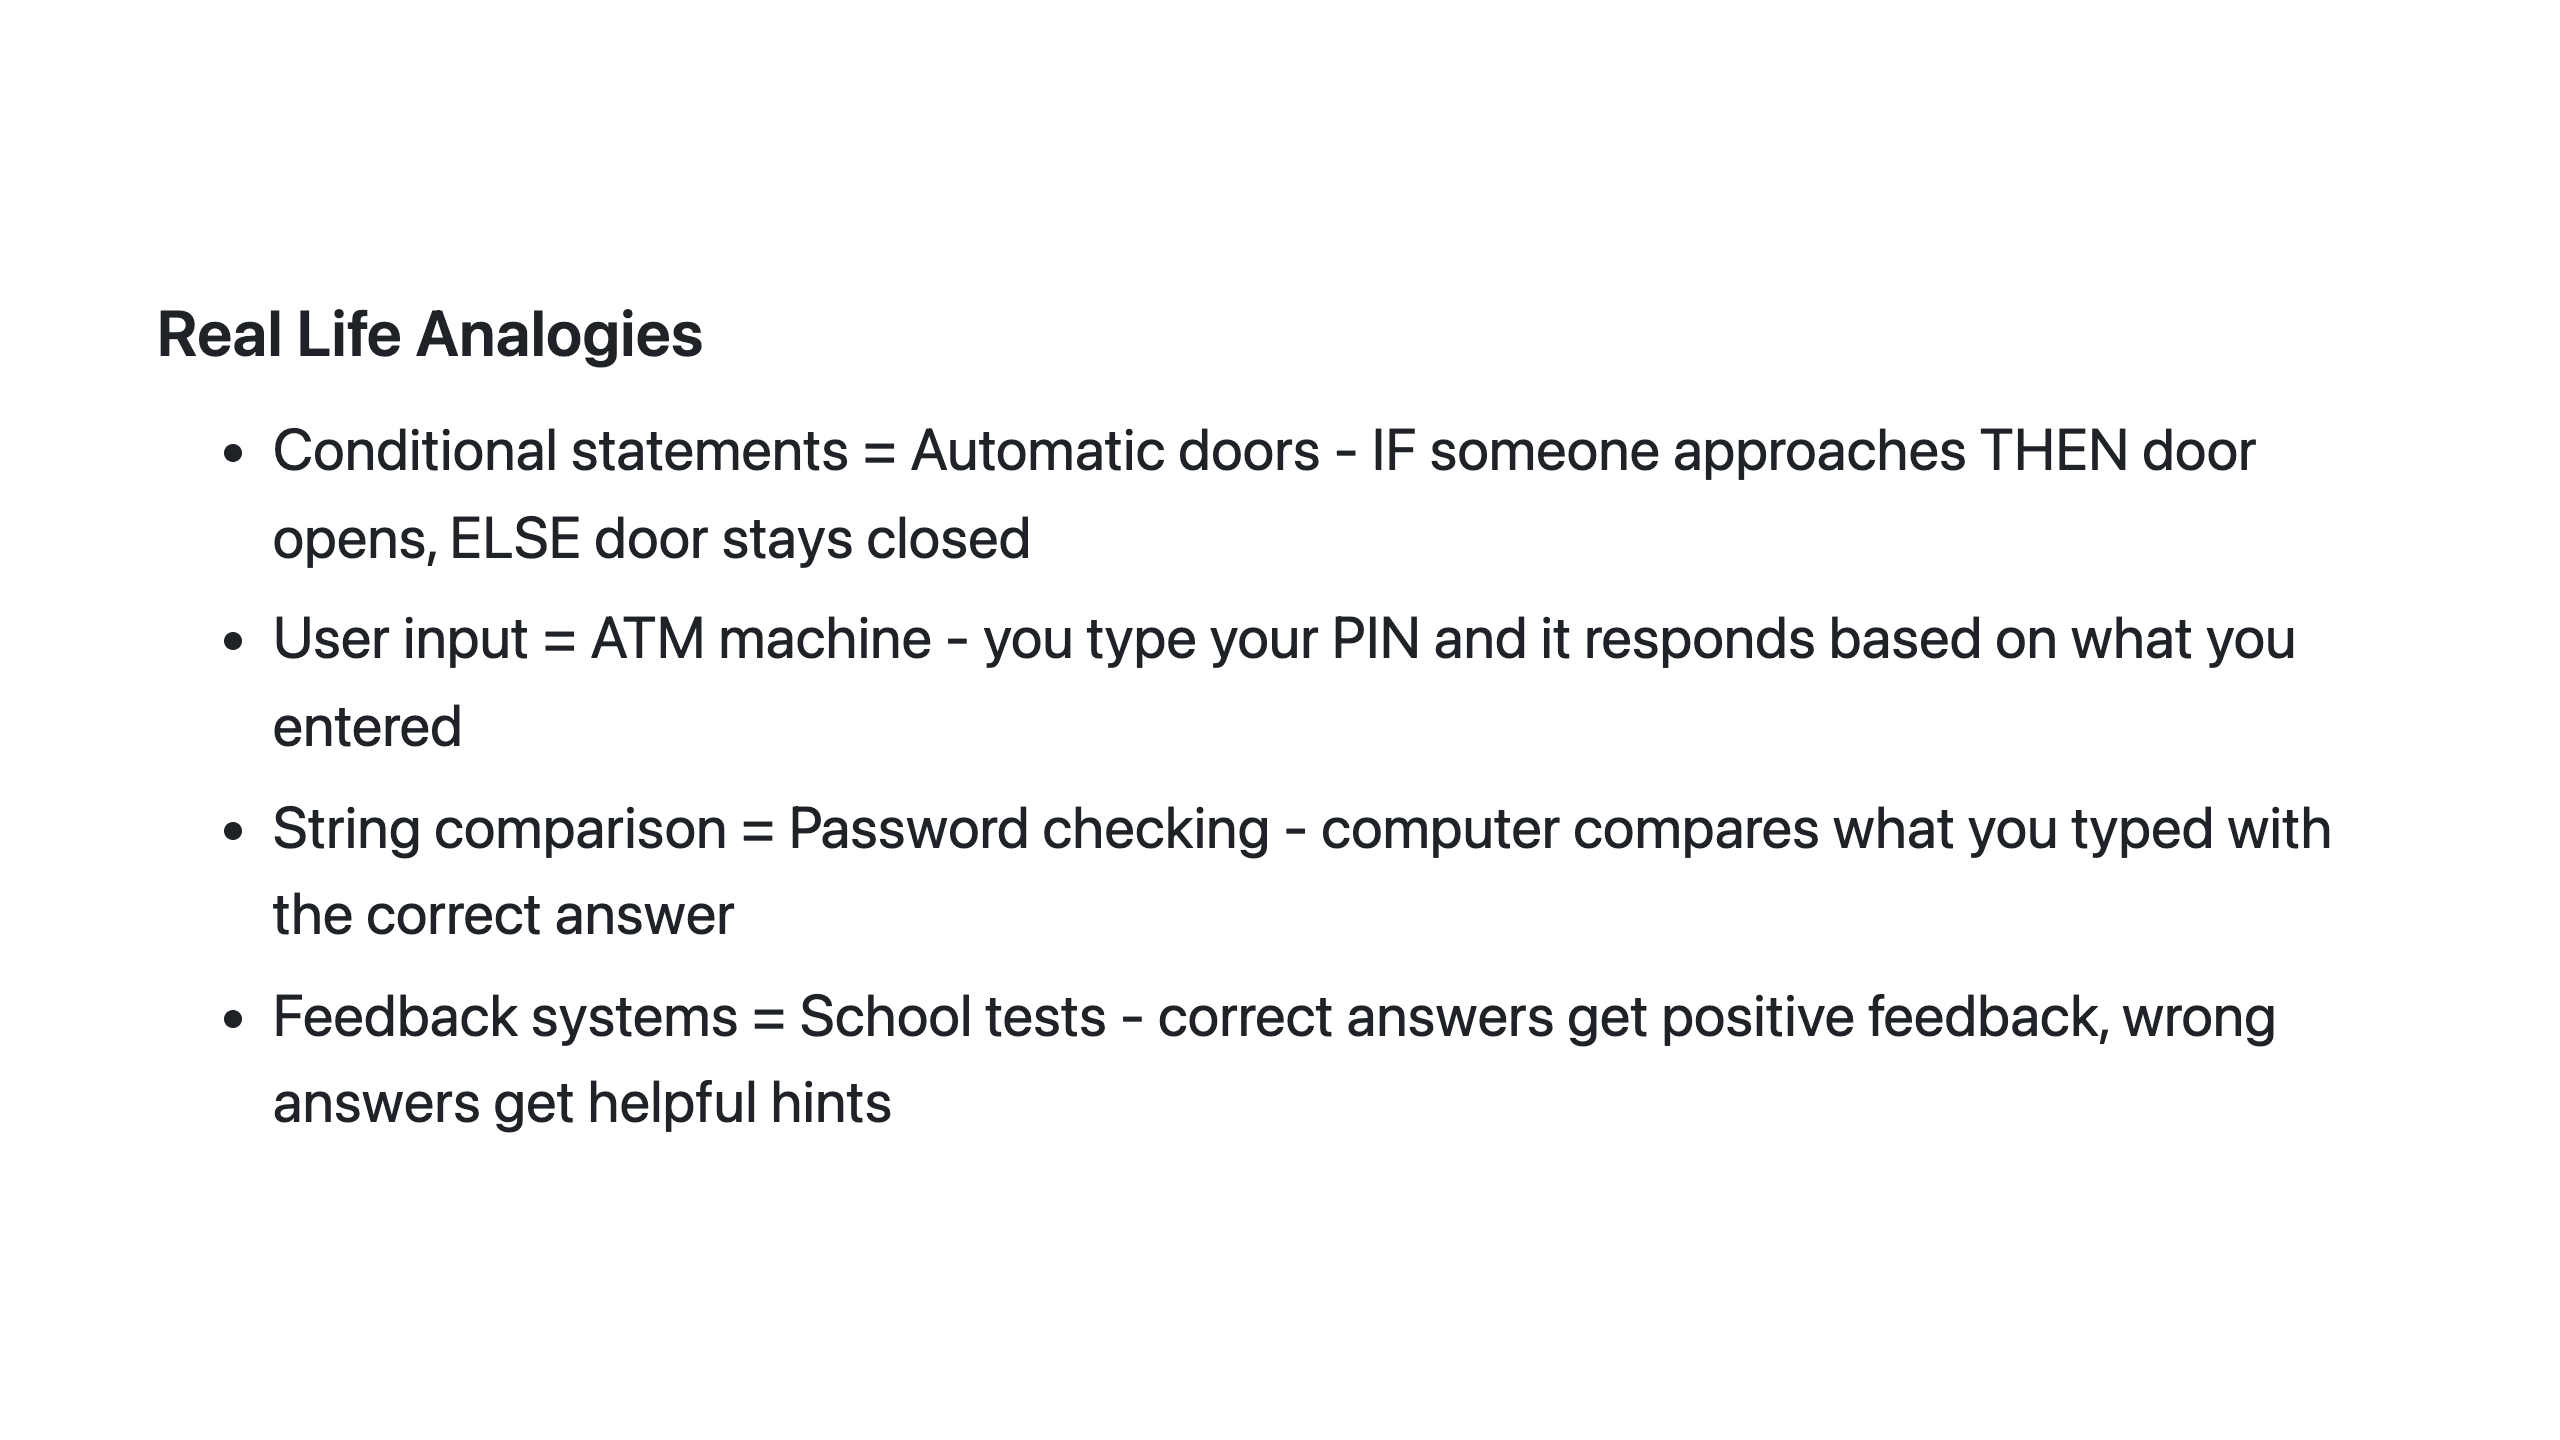 Real Life Analogies
• Conditional statements = Automatic doors - IF someone approaches THEN door
opens, ELSE door stays closed
• User input = ATM machine - you type your PIN and it responds based on what you
entered
• String comparison = Password checking - computer compares what you typed with
the correct answer
• Feedback systems = School tests - correct answers get positive feedback, wrong
answers get helpful hints